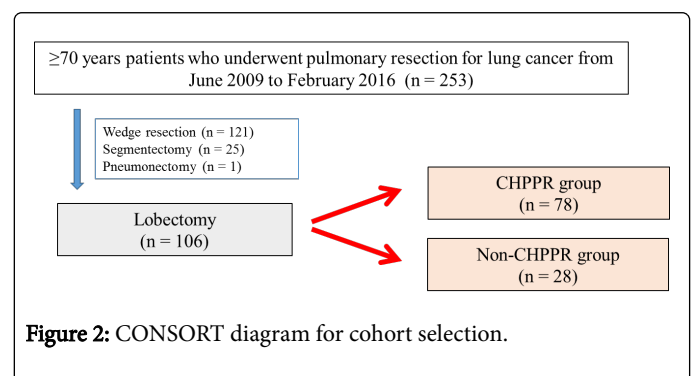 ≥70 years patients who underwent pulmonary resection for lung cancer from
June 2009 to February 2016 (n = 253)
Wedge resection (n = 121)
Segmentectomy (n = 25)
Pneumonectomy (n = 1)
Lobectomy
(n = 106)
CHPPR group
(n = 78)
Non-CHPPR group
(n = 28)
Figure 2: CONSORT diagram for cohort selection.